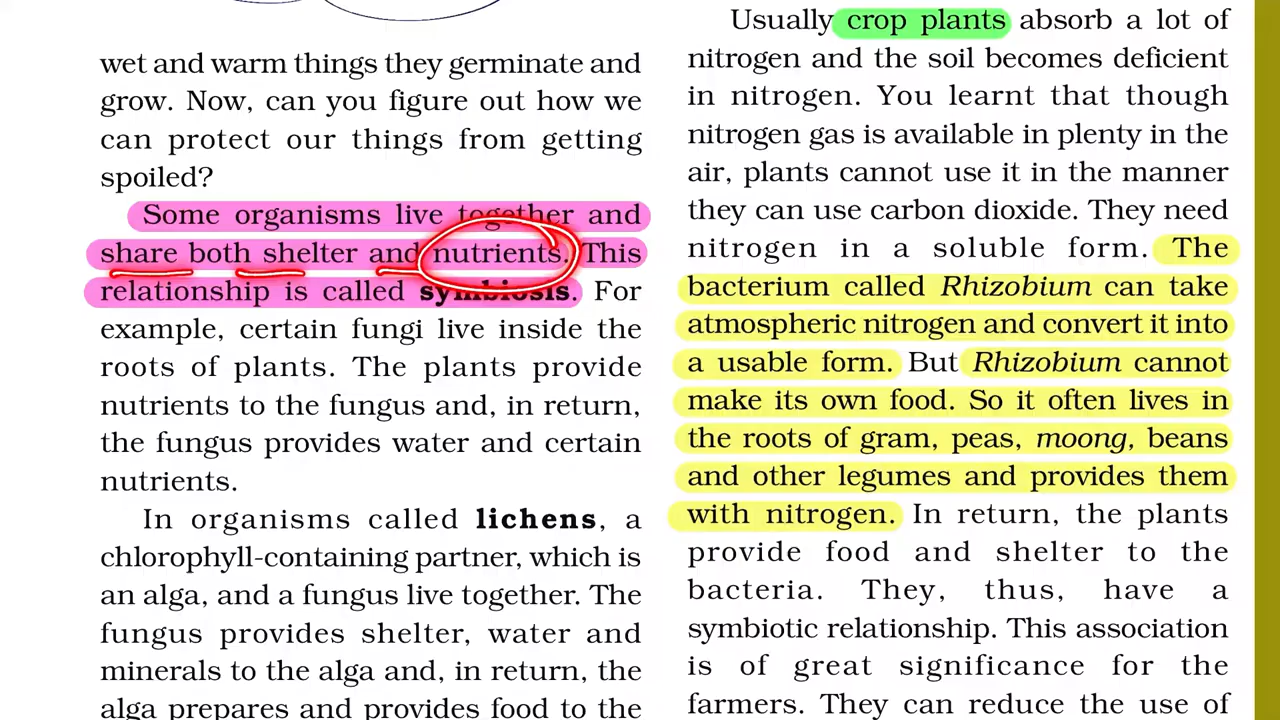 wet and warm things they germinate and
grow. Now, can you figure out how we
can protect our things from getting
spoiled?
Some organisms live together and
share both shelter and nutrients. This
relationship is called symbiosis. For
example, certain fungi live inside the
roots of plants. The plants provide
nutrients to the fungus and, in return,
the fungus provides water and certain
nutrients.
In organisms called lichens, a
chlorophyll-containing partner, which is
an alga, and a fungus live together. The
fungus provides shelter, water and
minerals to the alga and, in return, the
alga prepares and provides food to the
Usually crop plants absorb a lot of
nitrogen and the soil becomes deficient
in nitrogen. You learnt that though
nitrogen gas is available in plenty in the
air, plants cannot use it in the manner
they can use carbon dioxide. They need
nitrogen in a soluble form. The
bacterium called Rhizobium can take
atmospheric nitrogen and convert it into
a usable form. But Rhizobium cannot
make its own food. So it often lives in
the roots of gram, peas, moong, beans
and other legumes and provides them
with nitrogen. In return, the plants
provide food and shelter to the
bacteria. They, thus, have a
symbiotic relationship. This association
is of great significance for the
farmers. They can reduce the use of